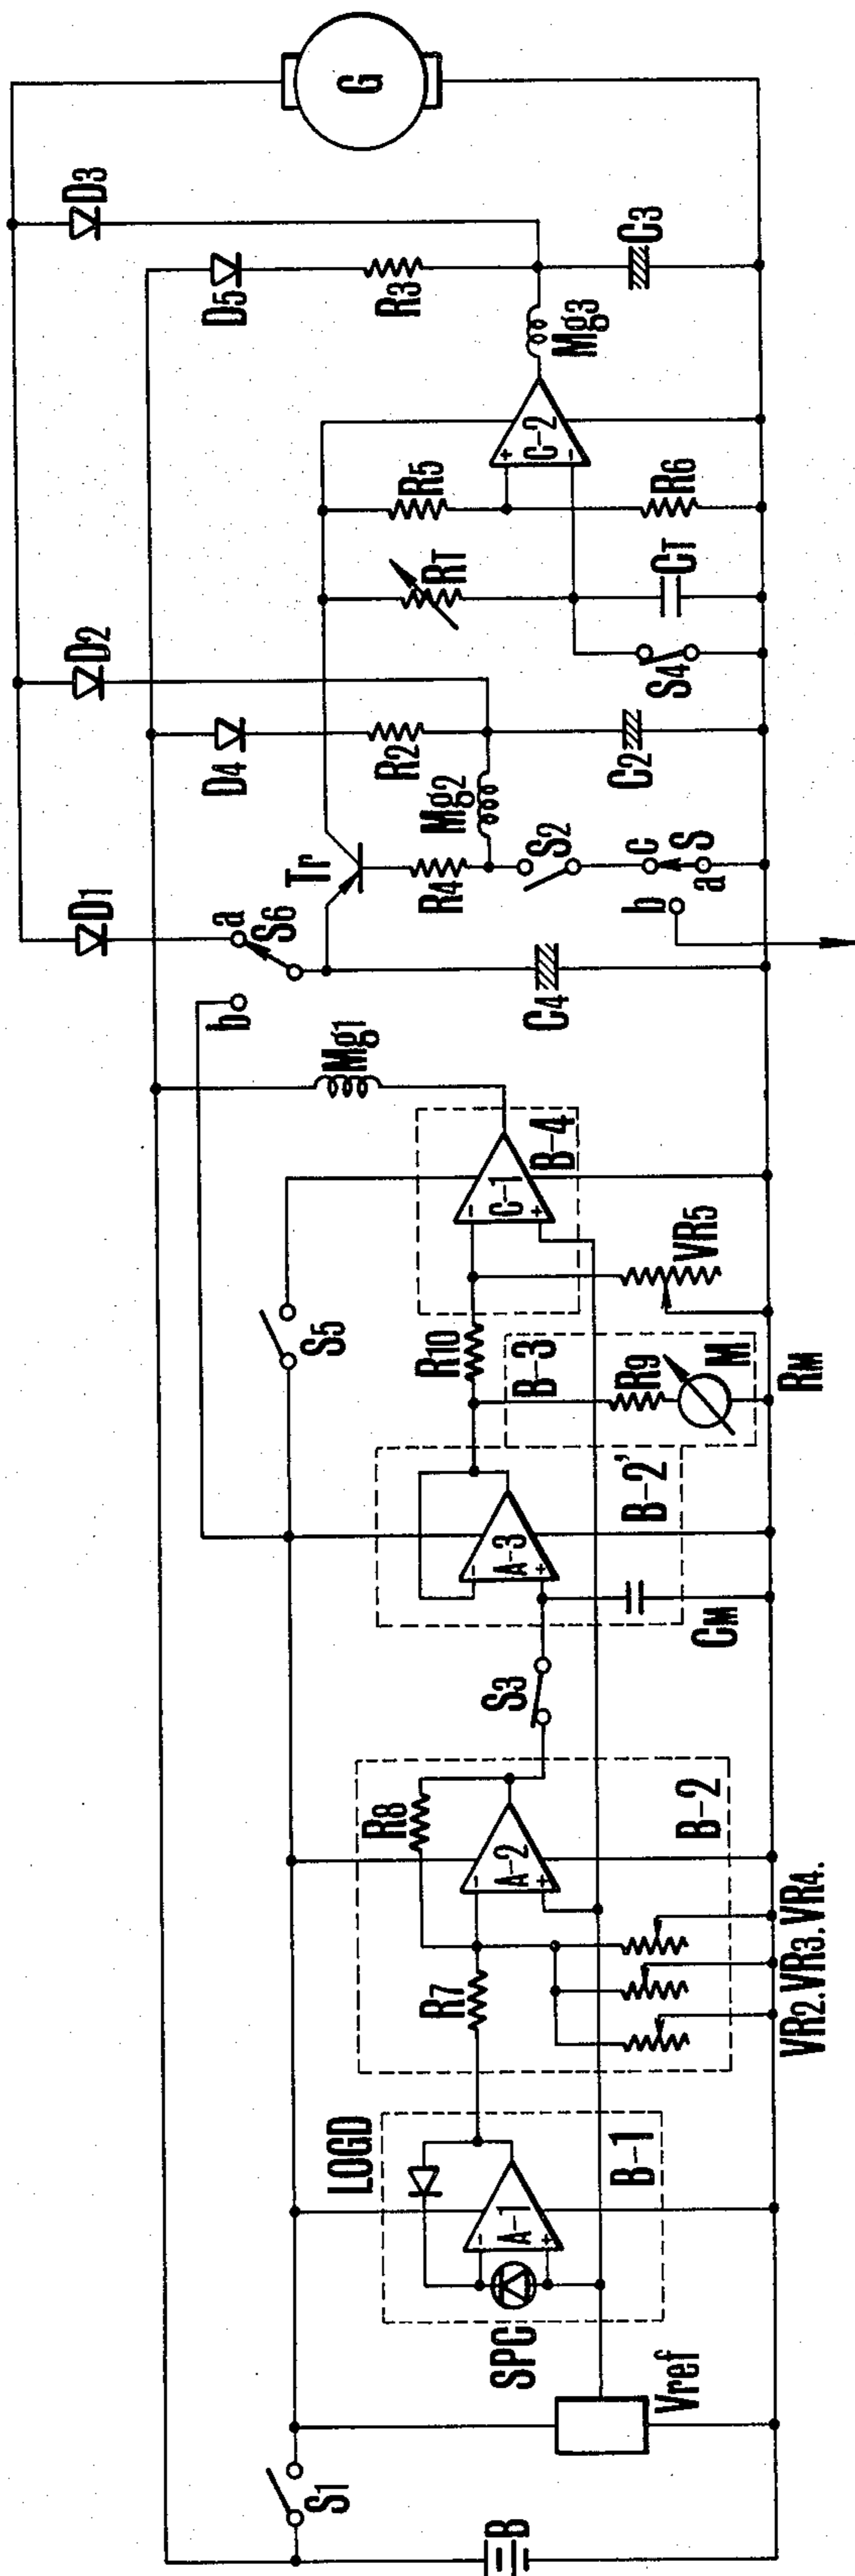 G
D3
D5
R3
C3
Mg3
C-2
+
-
R5
R6
RT
CT
S4
D2
D4
R2
C2
Mg2
Tr
R4
S2
c
S
a
b
D1
a
S6
b
C4
Mg1
B-4
C-1
-
+
VR5
S5
R10
B-3
R9
M
RM
B-2'
A-3
-
+
CM
S3
R8
A-2
-
+
B-2
R7
VR2.VR3.VR4.
LOGD
A-1
-
+
B-1
SPC
Vref
S1
B